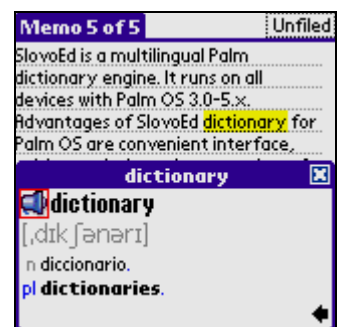 Memo 5 of 5 Unfiled
SlovoEd is a multilingual Palm
dictionary engine. It runs on all
devices with Palm OS 3.0-5.x.
Advantages of SlovoEd dictionary for
Palm OS are convenient interface,
dictionary
dictionary
[ˌdɪkʃənərɪ]
n diccionario.
pl dictionaries.